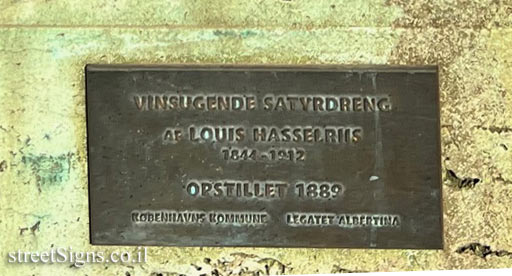 VINSUGENDE SATYRDRENG
AF LOUIS HASSELRIIS
1844-1912
OPSTILLET 1889
KØBENHAVNS KOMMUNE LEGATET ALBERTINA
streetSigns.co.il